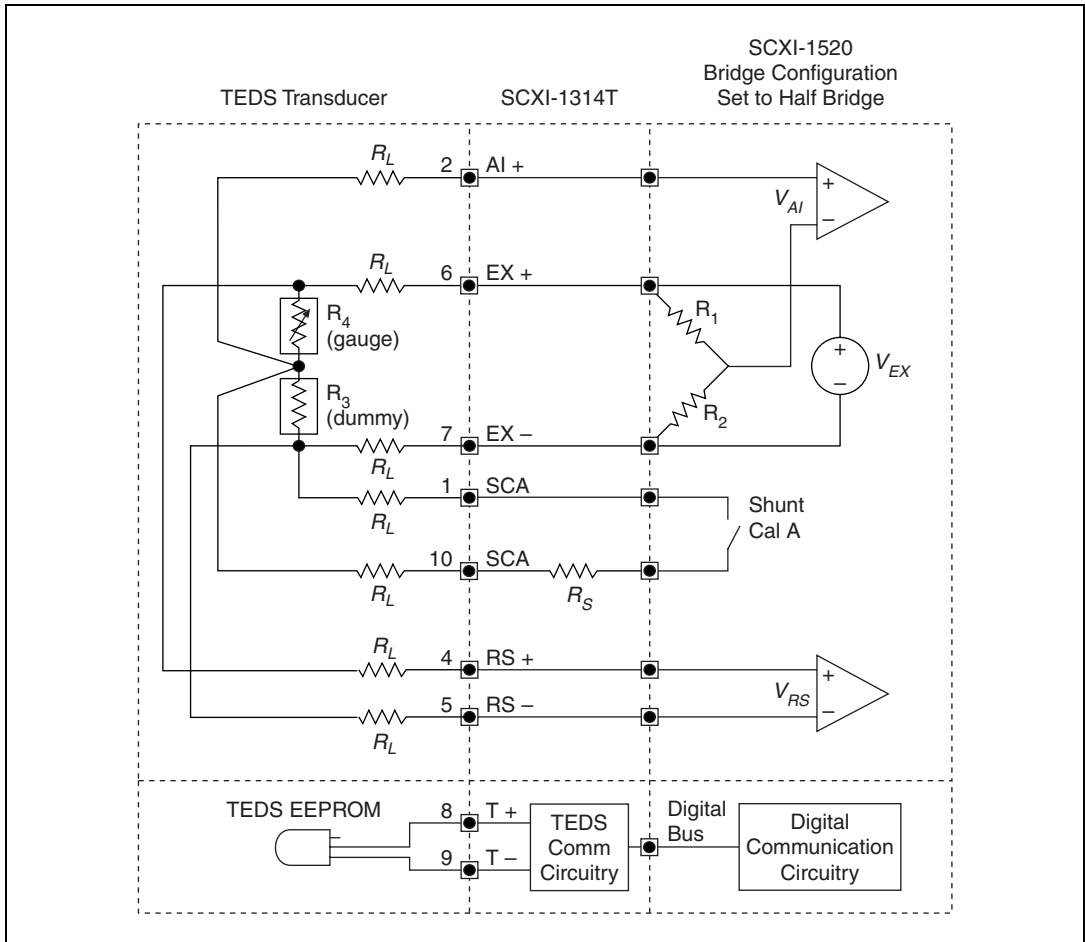 SCXI-1520
Bridge Configuration
Set to Half Bridge
TEDS Transducer
SCXI-1314T
R_L
2
AI +
+
V_AI
–
R_L
6
EX +
R_4
(gauge)
R_1
+
V_EX
–
R_3
(dummy)
R_2
7
EX –
R_L
1
SCA
R_L
Shunt
Cal A
10
SCA
R_L
R_S
R_L
4
RS +
+
V_RS
5
RS –
–
R_L
TEDS EEPROM
8
T +
9
T –
TEDS
Comm
Circuitry
Digital
Bus
Digital
Communication
Circuitry